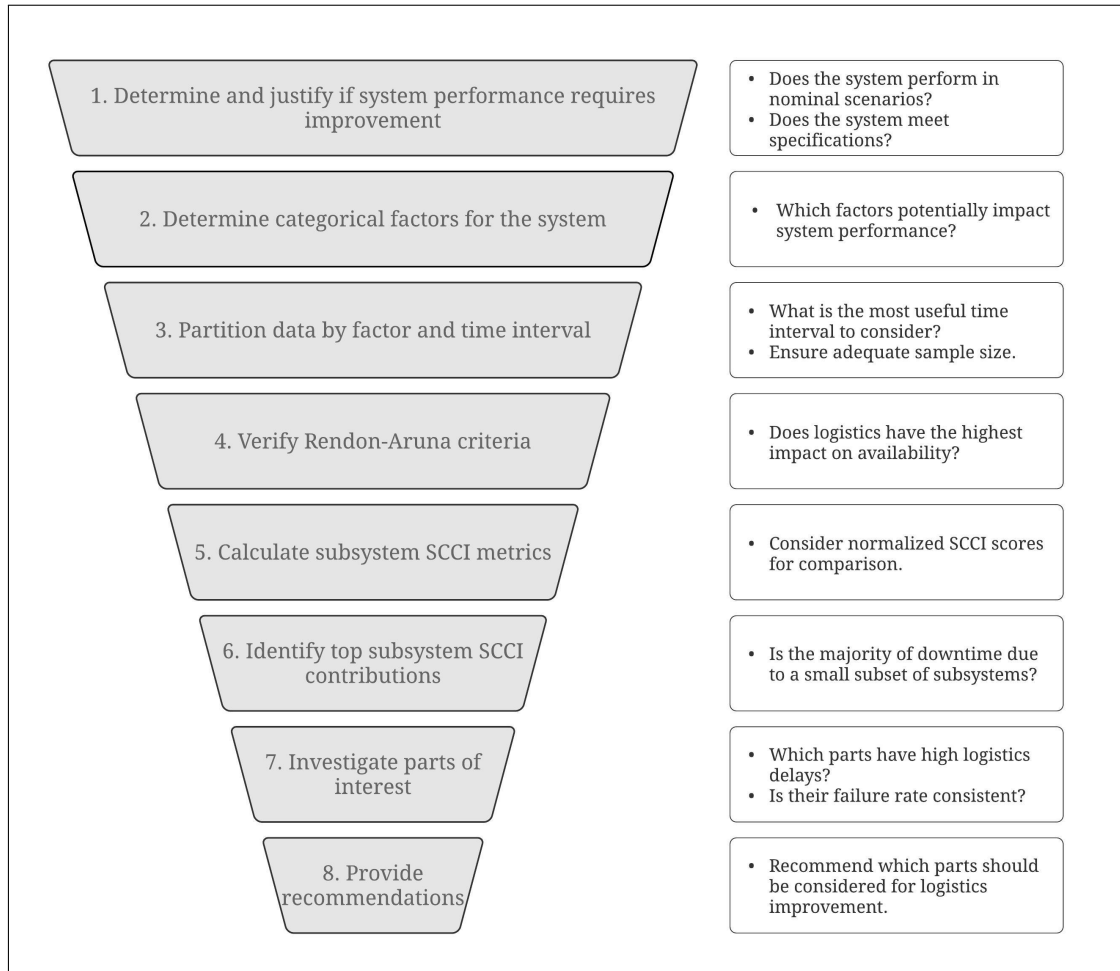 1. Determine and justify if system performance requires
improvement
• Does the system perform in
nominal scenarios?
• Does the system meet
specifications?
2. Determine categorical factors for the system
• Which factors potentially impact
system performance?
3. Partition data by factor and time interval
• What is the most useful time
interval to consider?
• Ensure adequate sample size.
4. Verify Rendon-Aruna criteria
• Does logistics have the highest
impact on availability?
5. Calculate subsystem SCCI metrics
• Consider normalized SCCI scores
for comparison.
6. Identify top subsystem SCCI
contributions
• Is the majority of downtime due
to a small subset of subsystems?
7. Investigate parts of
interest
• Which parts have high logistics
delays?
• Is their failure rate consistent?
8. Provide
recommendations
• Recommend which parts should
be considered for logistics
improvement.